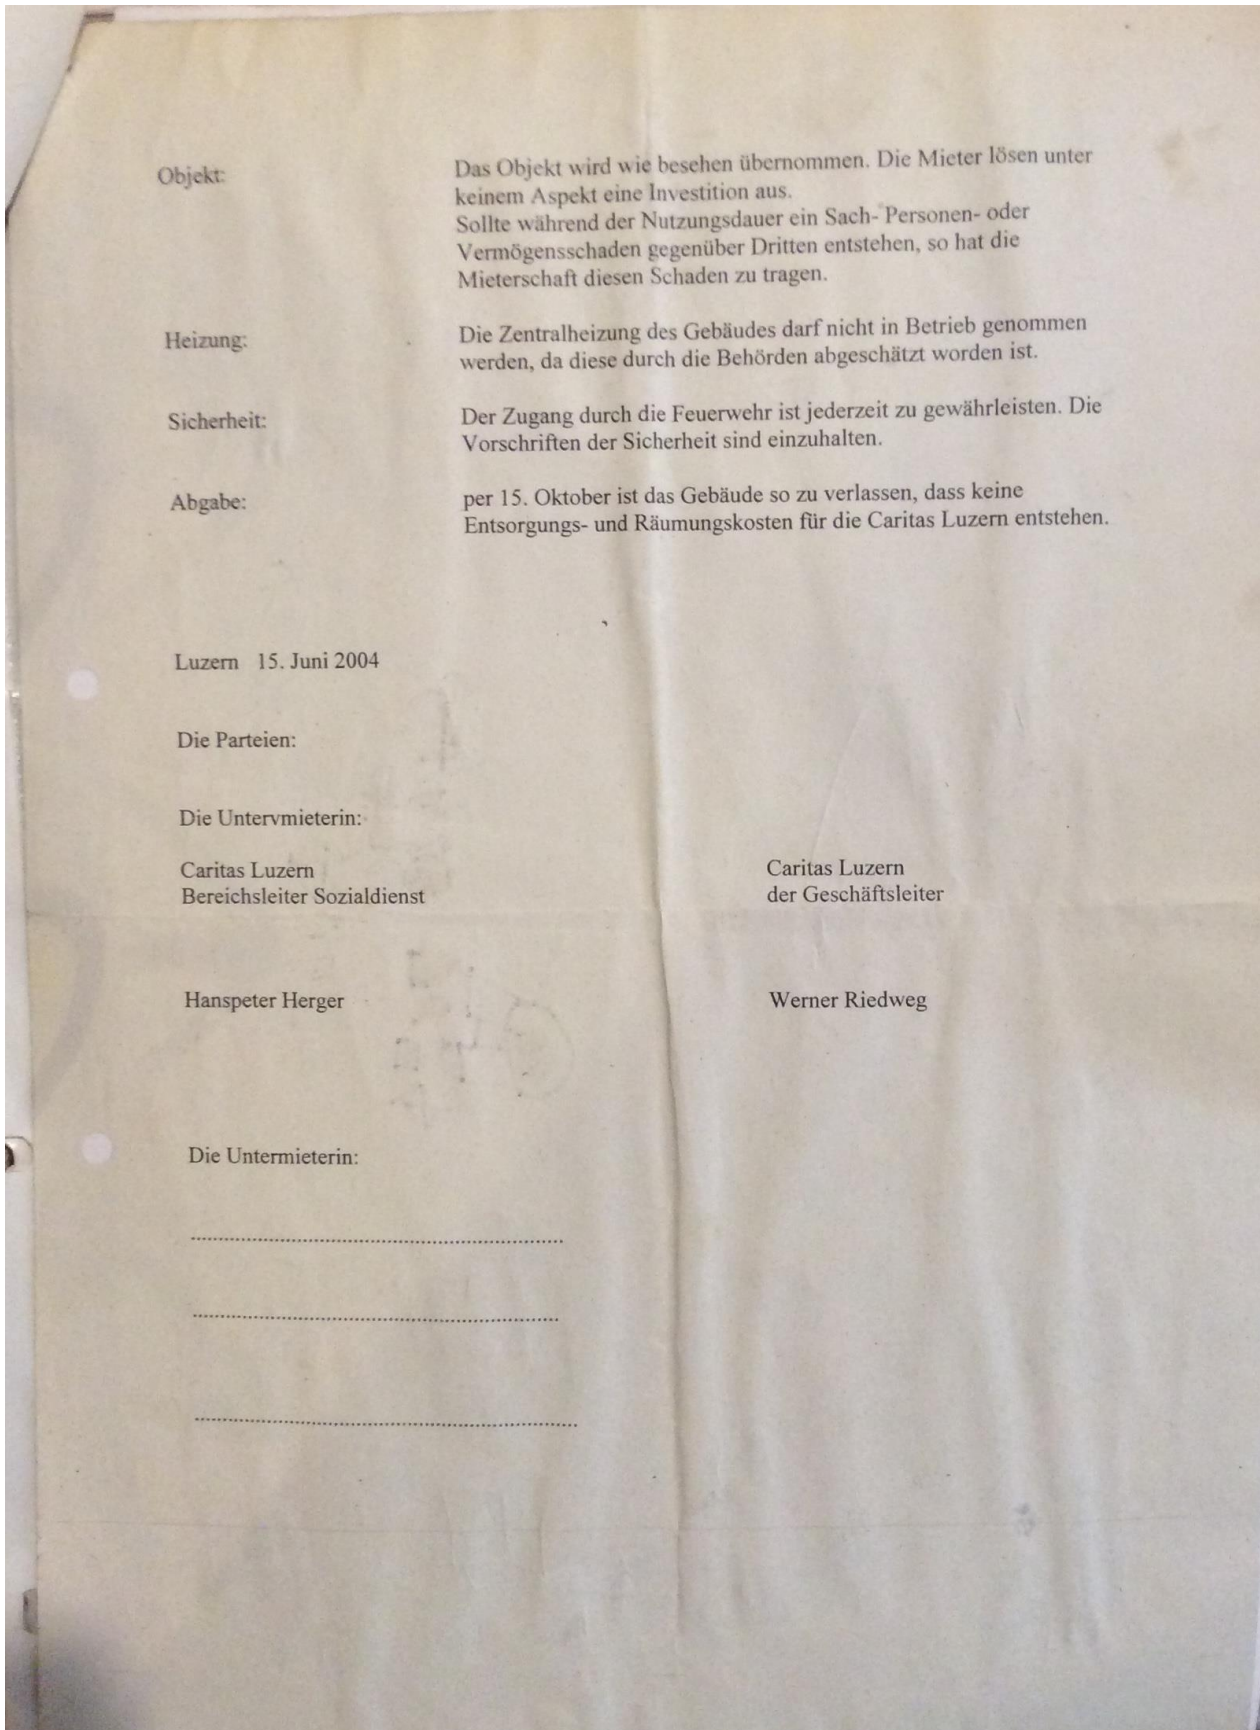 Objekt: Das Objekt wird wie besehen übernommen. Die Mieter lösen unter
keinem Aspekt eine Investition aus.
Sollte während der Nutzungsdauer ein Sach- Personen- oder
Vermögensschaden gegenüber Dritten entstehen, so hat die
Mieterschaft diesen Schaden zu tragen.
Heizung: Die Zentralheizung des Gebäudes darf nicht in Betrieb genommen
werden, da diese durch die Behörden abgeschätzt worden ist.
Sicherheit: Der Zugang durch die Feuerwehr ist jederzeit zu gewährleisten. Die
Vorschriften der Sicherheit sind einzuhalten.
Abgabe: per 15. Oktober ist das Gebäude so zu verlassen, dass keine
Entsorgungs- und Räumungskosten für die Caritas Luzern entstehen.
Luzern 15. Juni 2004
Die Parteien:
Die Untervmieterin:
Caritas Luzern Caritas Luzern
Bereichsleiter Sozialdienst der Geschäftsleiter
Hanspeter Herger Werner Riedweg
Die Untermieterin: